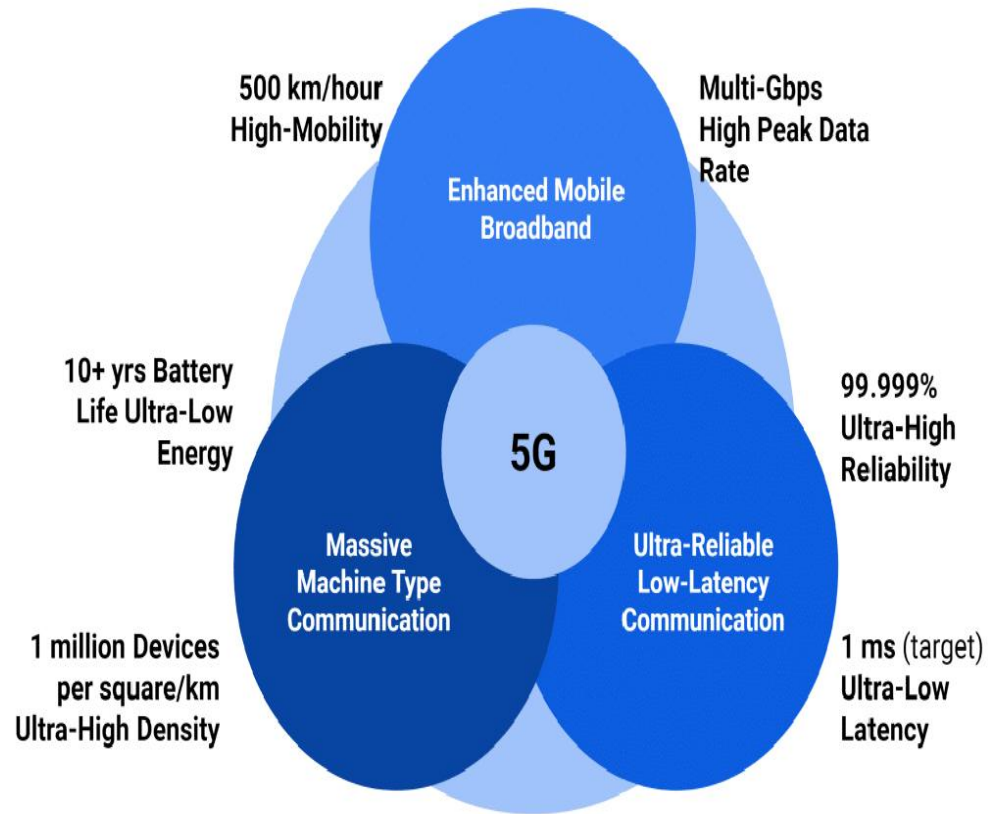 500 km/hour
High-Mobility
Multi-Gbps
High Peak Data
Rate
Enhanced Mobile
Broadband
10+ yrs Battery
Life Ultra-Low
Energy
99.999%
Ultra-High
Reliability
5G
Massive
Machine Type
Communication
Ultra-Reliable
Low-Latency
Communication
1 million Devices
per square/km
Ultra-High Density
1 ms (target)
Ultra-Low
Latency